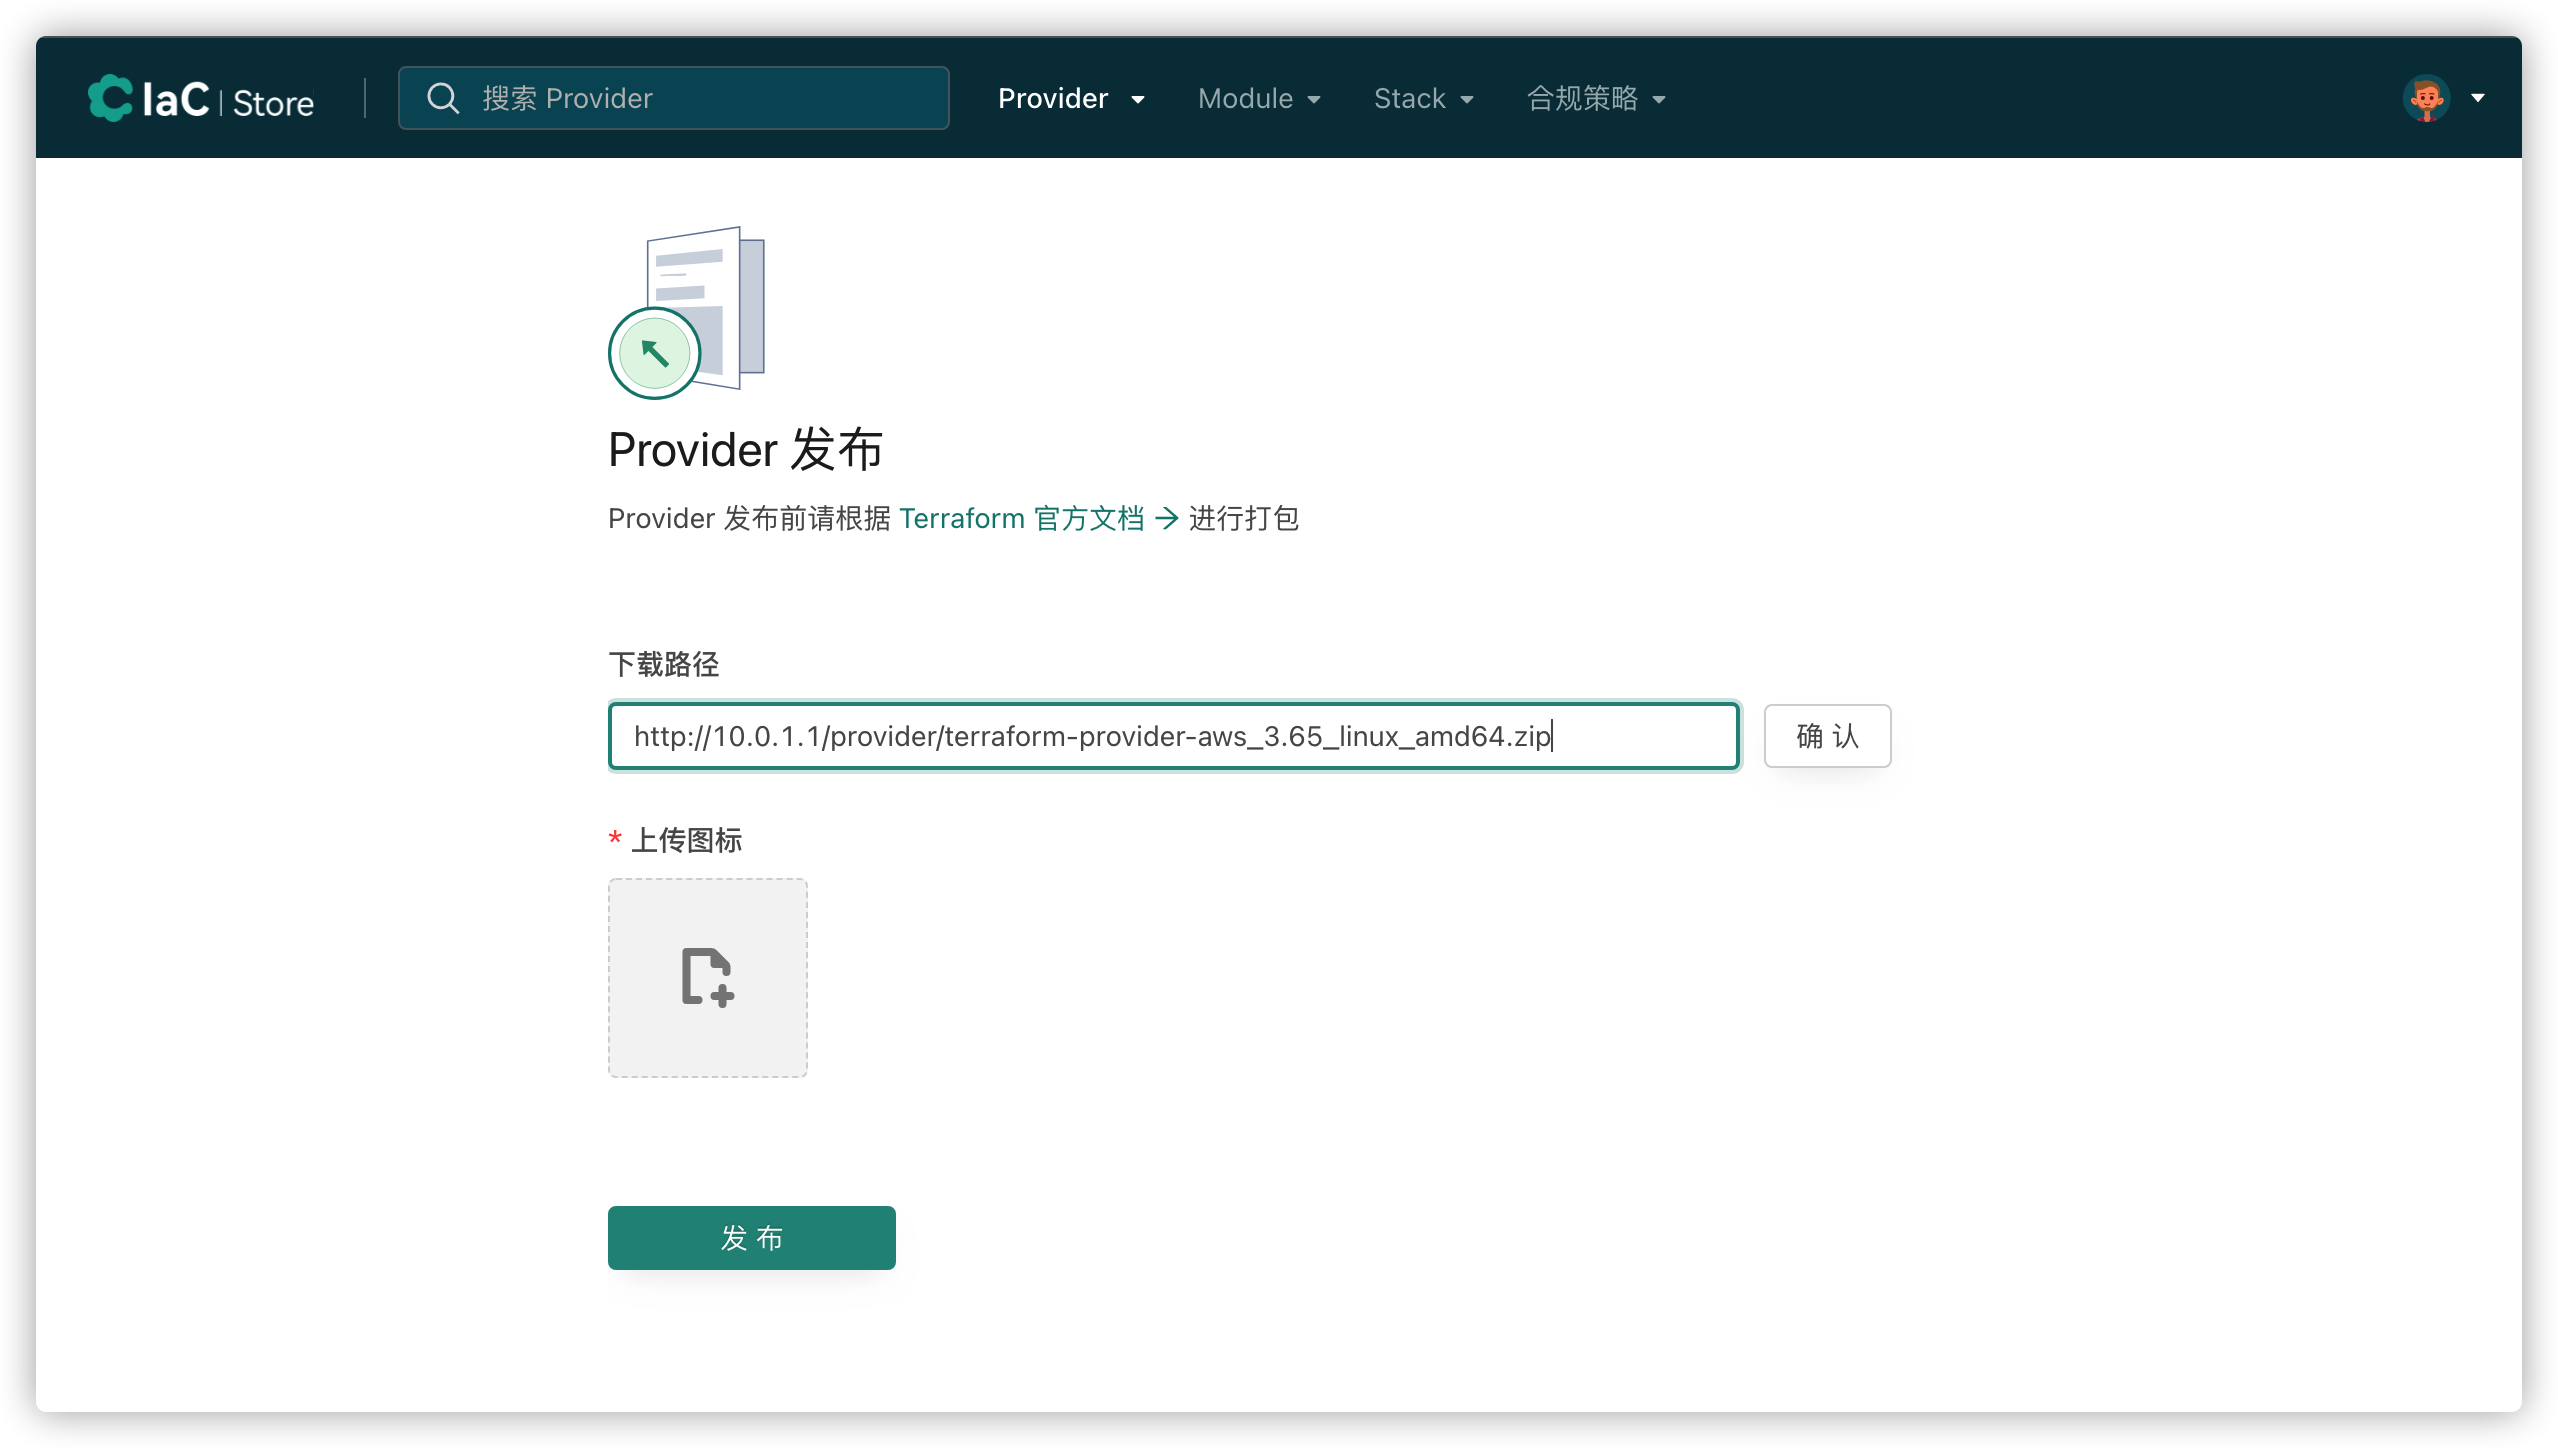 IaC | Store
搜索 Provider
Provider
Module
Stack
合规策略
Provider 发布
Provider 发布前请根据 Terraform 官方文档 → 进行打包
下载路径
http://10.0.1.1/provider/terraform-provider-aws_3.65_linux_amd64.zip
确 认
* 上传图标
发 布